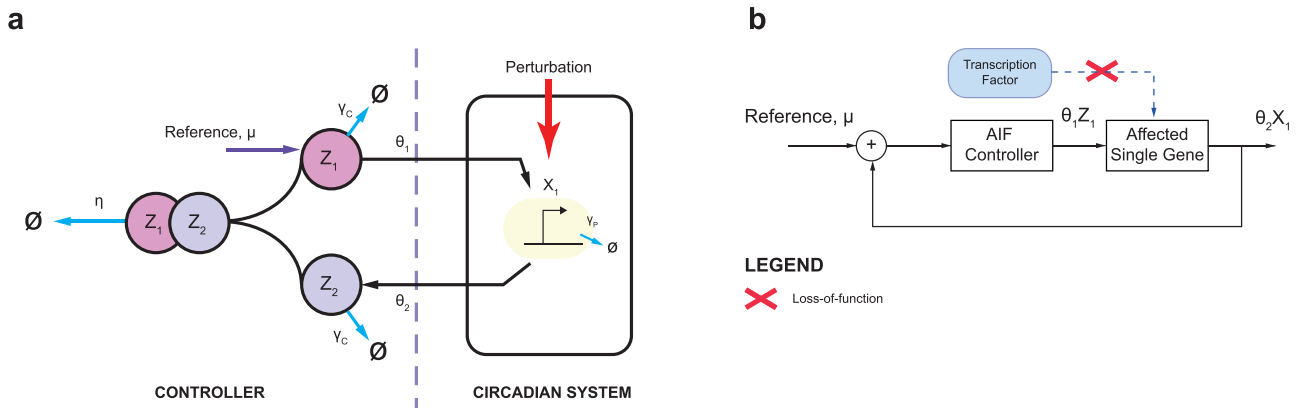 a
Perturbation
Reference, μ
γC
Ø
Z1
θ1
X1
γP
ø
η
Ø
Z1
Z2
Z2
θ2
γC
Ø
CONTROLLER
CIRCADIAN SYSTEM
b
Transcription
Factor
Reference, μ
+
AIF
Controller
θ1Z1
Affected
Single Gene
θ2X1
LEGEND
Loss-of-function